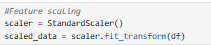 #Feature scaling
scaler = StandardScaler()
scaled_data = scaler.fit_transform(df)